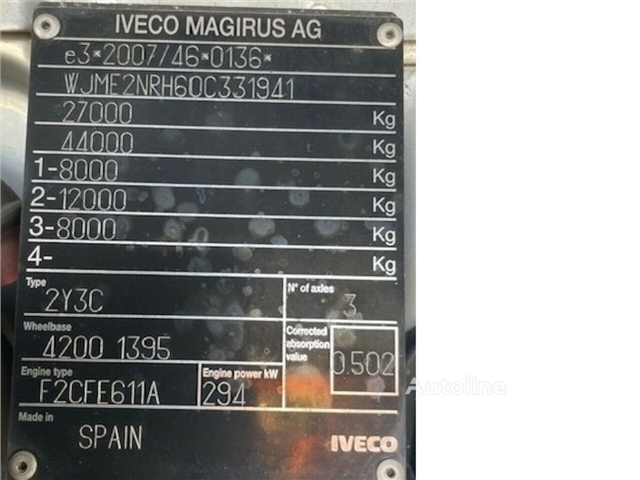 IVECO MAGIRUS AG
e3*2007/46*0136*
WJME2NRH60C331941
27000 Kg
44000 Kg
1-8000 Kg
2-12000 Kg
3-8000 Kg
4- Kg
Type
2Y3C
N° of axles
3
Wheelbase
4200 1395
Corrected absorption value
0.502
Engine type
F2CFE611A
Engine power kW
294
Made in
SPAIN
IVECO
Autoline